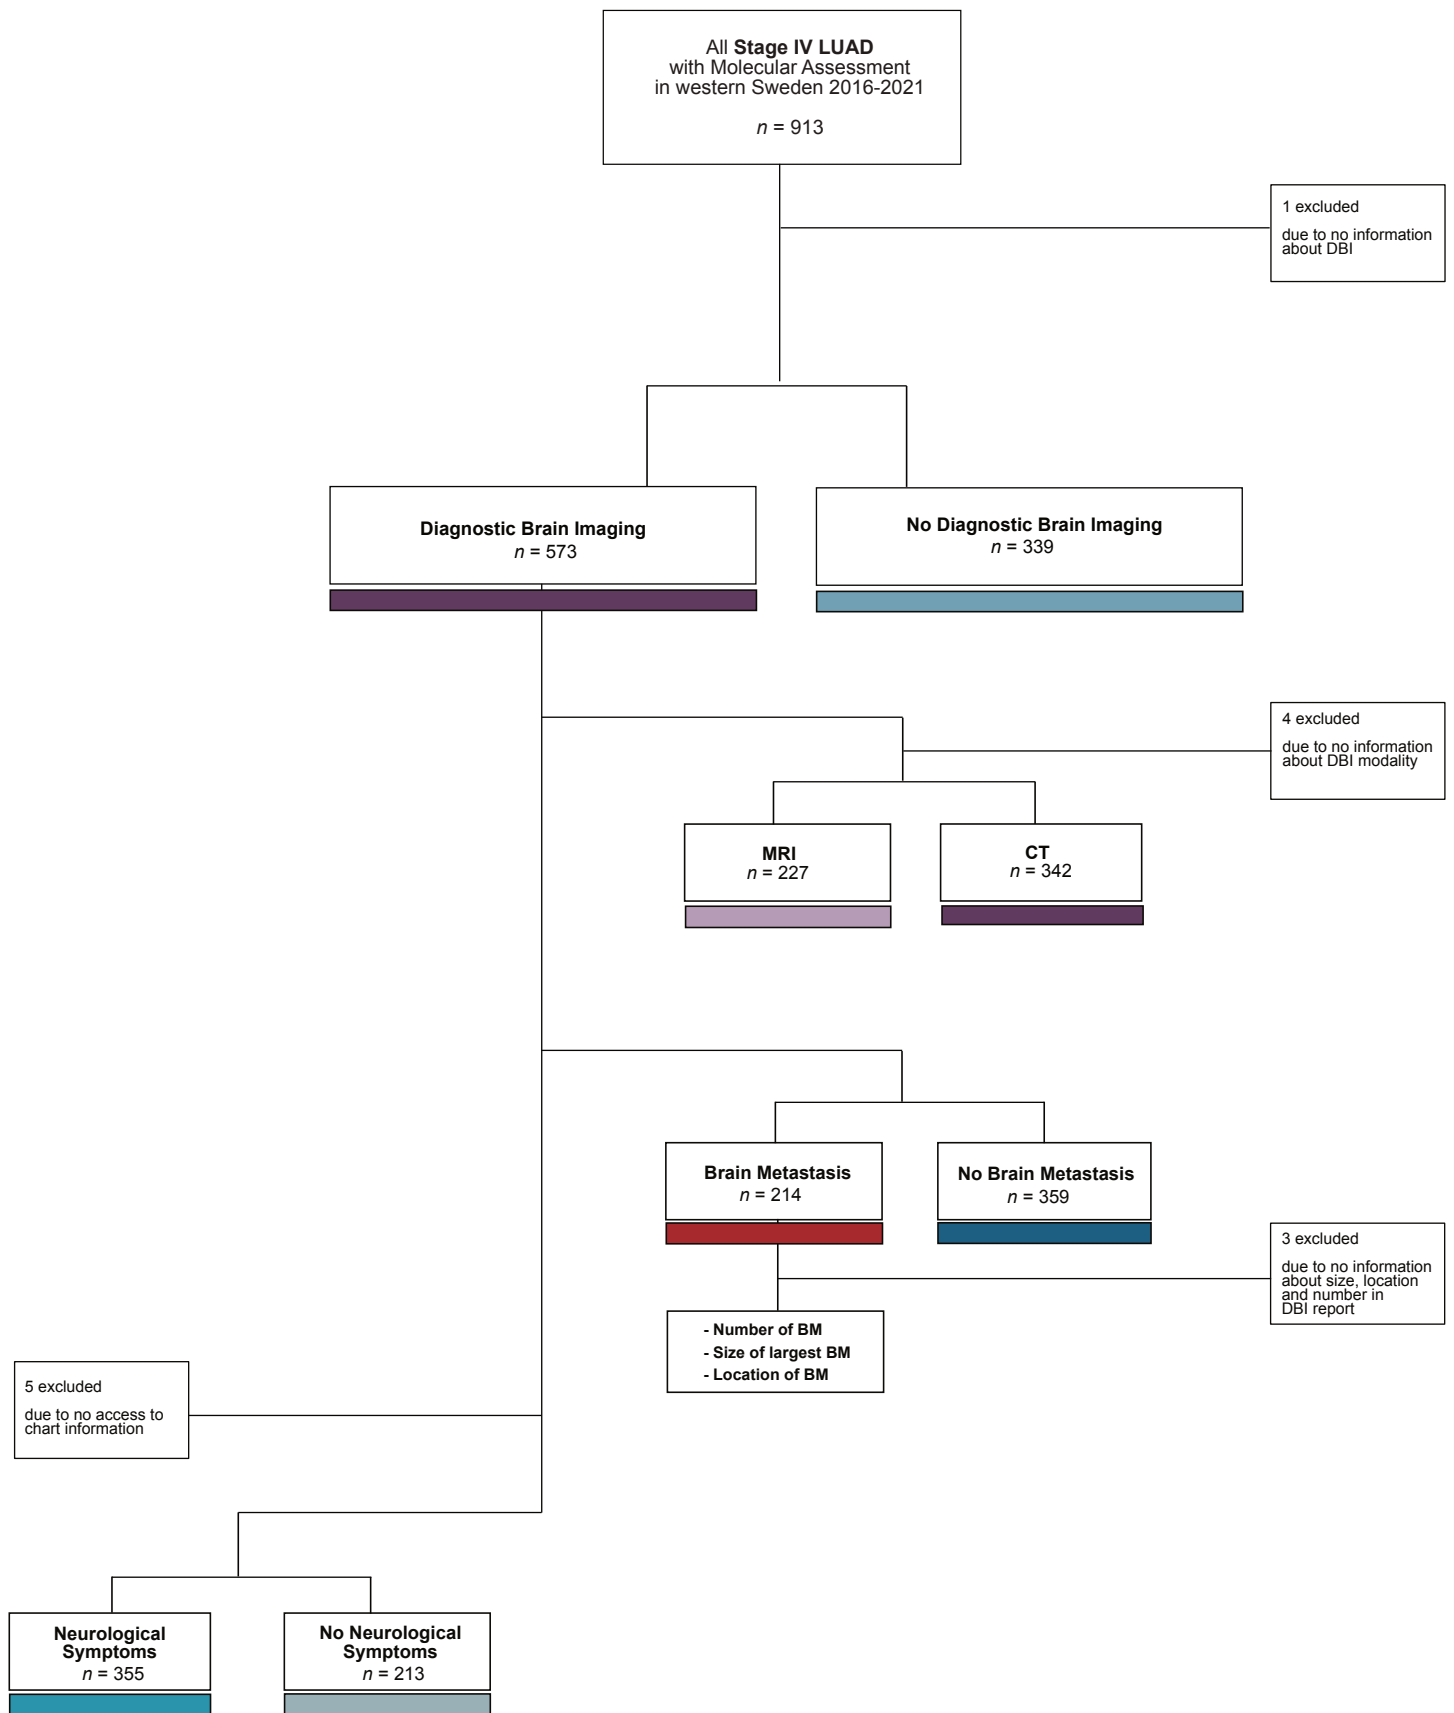 All Stage IV LUAD
with Molecular Assessment
in western Sweden 2016-2021
n = 913
1 excluded
due to no information
about DBI
Diagnostic Brain Imaging
n = 573
No Diagnostic Brain Imaging
n = 339
4 excluded
due to no information
about DBI modality
MRI
n = 227
CT
n = 342
Brain Metastasis
n = 214
No Brain Metastasis
n = 359
3 excluded
due to no information
about size, location
and number in
DBI report
- Number of BM
- Size of largest BM
- Location of BM
5 excluded
due to no access to
chart information
Neurological
Symptoms
n = 355
No Neurological
Symptoms
n = 213